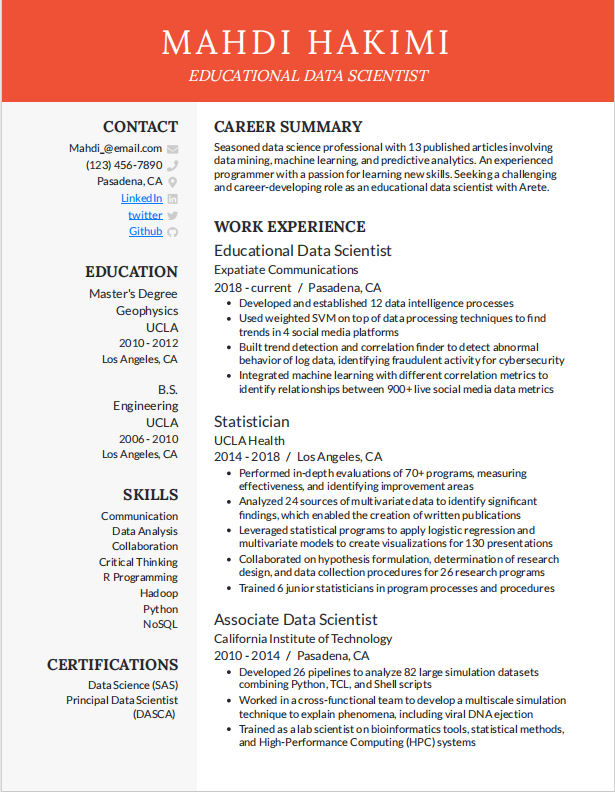 MAHDI HAKIMI
EDUCATIONAL DATA SCIENTIST
CONTACT
Mahdi_@email.com
(123) 456-7890
Pasadena, CA
LinkedIn
twitter
Github
EDUCATION
Master's Degree
Geophysics
UCLA
2010 - 2012
Los Angeles, CA
B.S.
Engineering
UCLA
2006 - 2010
Los Angeles, CA
SKILLS
Communication
Data Analysis
Collaboration
Critical Thinking
R Programming
Hadoop
Python
NoSQL
CERTIFICATIONS
Data Science (SAS)
Principal Data Scientist
(DASCA)
CAREER SUMMARY
Seasoned data science professional with 13 published articles involving
data mining, machine learning, and predictive analytics. An experienced
programmer with a passion for learning new skills. Seeking a challenging
and career-developing role as an educational data scientist with Arete.
WORK EXPERIENCE
Educational Data Scientist
Expatiate Communications
2018 - current / Pasadena, CA
• Developed and established 12 data intelligence processes
• Used weighted SVM on top of data processing techniques to find
trends in 4 social media platforms
• Built trend detection and correlation finder to detect abnormal
behavior of log data, identifying fraudulent activity for cybersecurity
• Integrated machine learning with different correlation metrics to
identify relationships between 900+ live social media data metrics
Statistician
UCLA Health
2014 - 2018 / Los Angeles, CA
• Performed in-depth evaluations of 70+ programs, measuring
effectiveness, and identifying improvement areas
• Analyzed 24 sources of multivariate data to identify significant
findings, which enabled the creation of written publications
• Leveraged statistical programs to apply logistic regression and
multivariate models to create visualizations for 130 presentations
• Collaborated on hypothesis formulation, determination of research
design, and data collection procedures for 26 research programs
• Trained 6 junior statisticians in program processes and procedures
Associate Data Scientist
California Institute of Technology
2010 - 2014 / Pasadena, CA
• Developed 26 pipelines to analyze 82 large simulation datasets
combining Python, TCL, and Shell scripts
• Worked in a cross-functional team to develop a multiscale simulation
technique to explain phenomena, including viral DNA ejection
• Trained as a lab scientist on bioinformatics tools, statistical methods,
and High-Performance Computing (HPC) systems